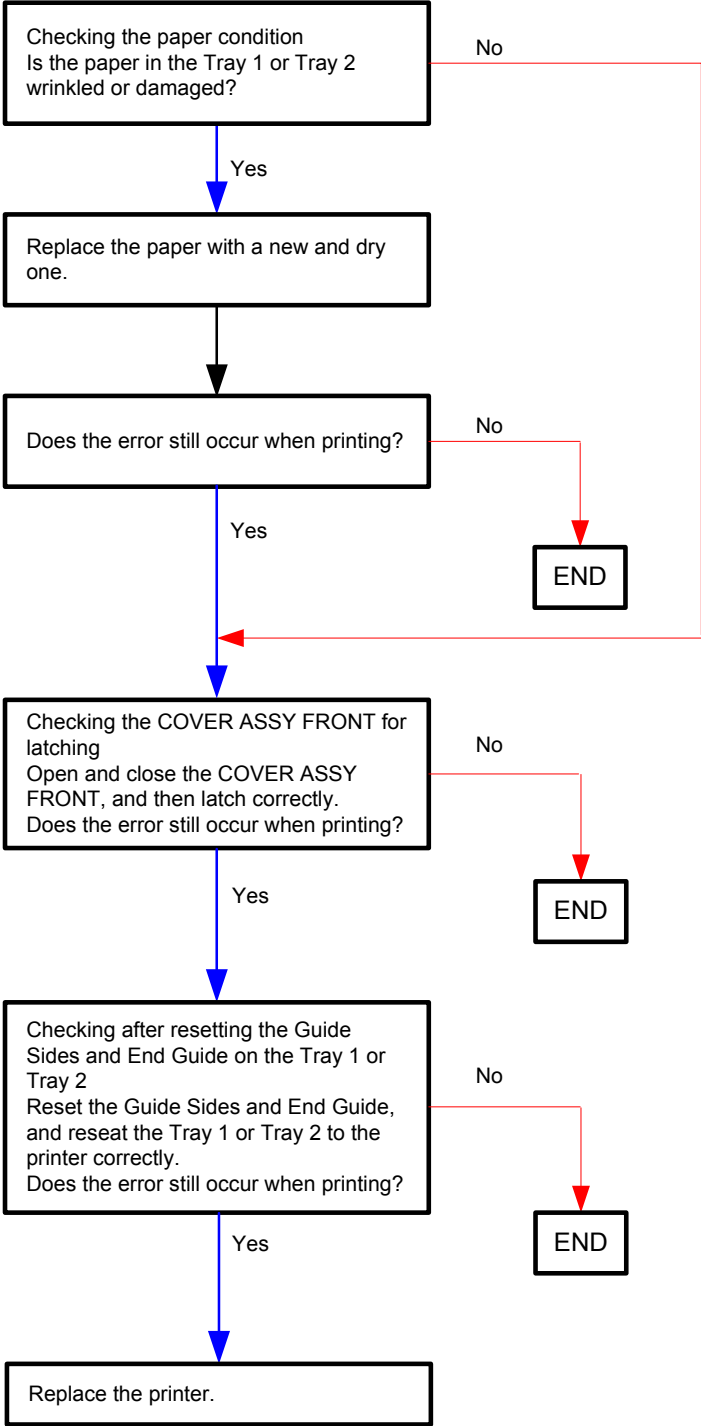 Checking the paper condition
Is the paper in the Tray 1 or Tray 2
wrinkled or damaged?
No
Yes
Replace the paper with a new and dry
one.
Does the error still occur when printing?
No
Yes
END
Checking the COVER ASSY FRONT for
latching
Open and close the COVER ASSY
FRONT, and then latch correctly.
Does the error still occur when printing?
No
Yes
END
Checking after resetting the Guide
Sides and End Guide on the Tray 1 or
Tray 2
Reset the Guide Sides and End Guide,
and reseat the Tray 1 or Tray 2 to the
printer correctly.
Does the error still occur when printing?
No
Yes
END
Replace the printer.